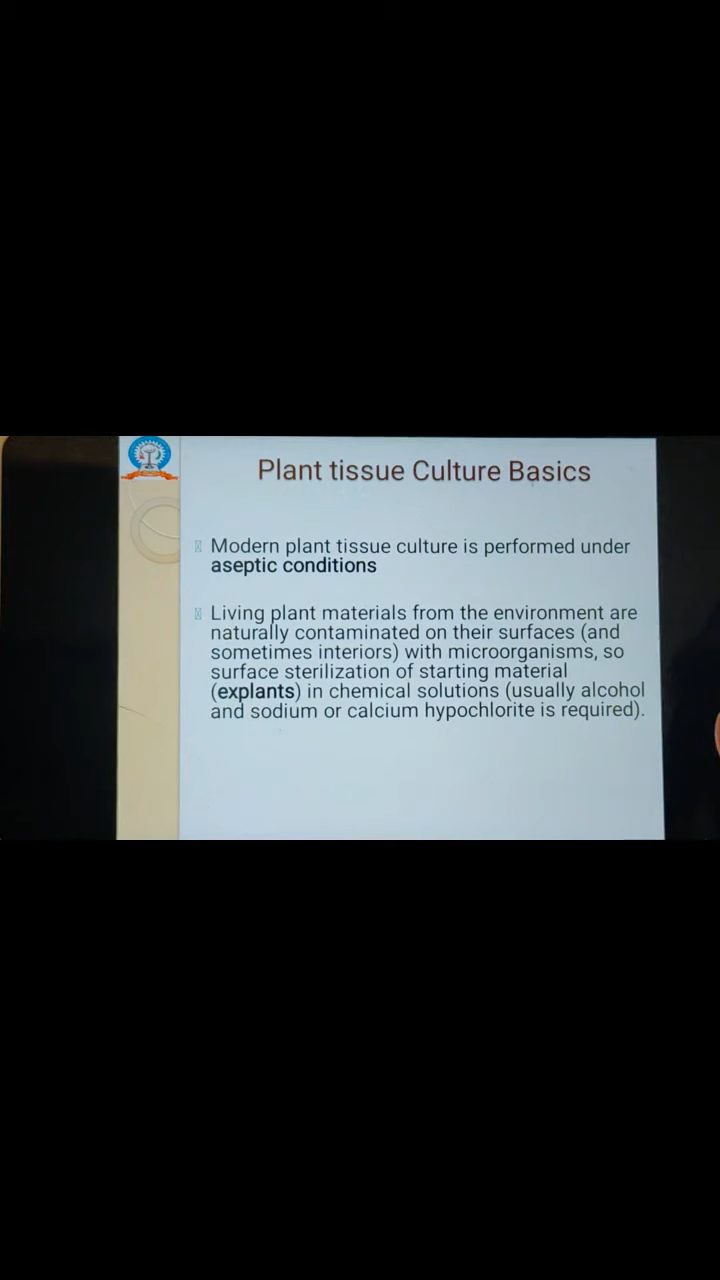 Plant tissue Culture Basics
Modern plant tissue culture is performed under
aseptic conditions
Living plant materials from the environment are
naturally contaminated on their surfaces (and
sometimes interiors) with microorganisms, so
surface sterilization of starting material
(explants) in chemical solutions (usually alcohol
and sodium or calcium hypochlorite is required).